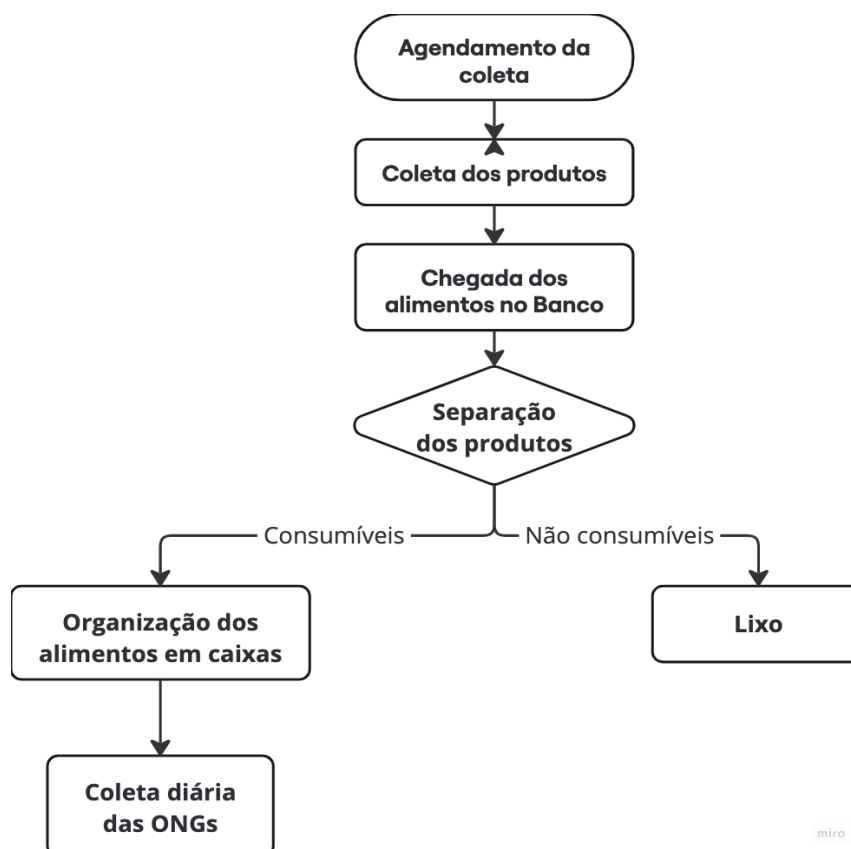 Agendamento da
coleta
Coleta dos produtos
Chegada dos
alimentos no Banco
Separação
dos produtos
Consumíveis
Não consumíveis
Organização dos
alimentos em caixas
Lixo
Coleta diária
das ONGs
miro